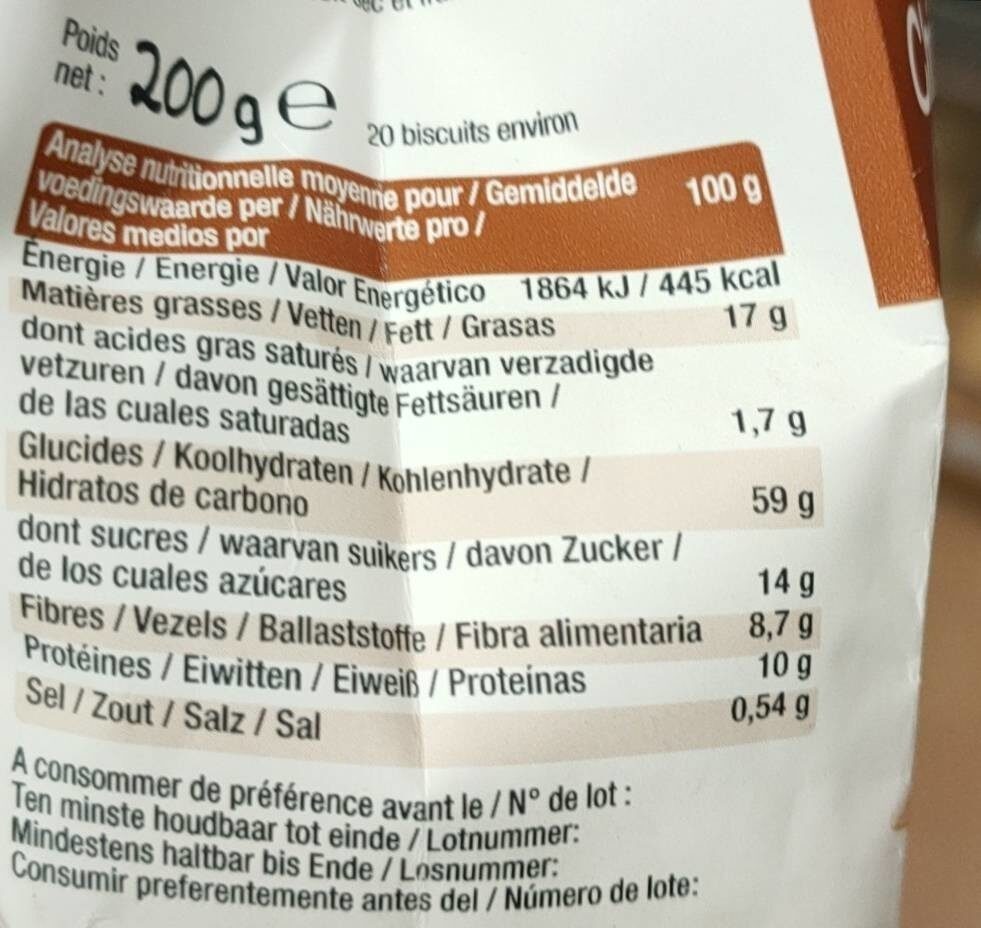 Poids
net : 200 g e 20 biscuits environ
Analyse nutritionnelle moyenne pour / Gemiddelde 100 g
voedingswaarde per / Nährwerte pro /
Valores medios por
Énergie / Energie / Valor Energético 1864 kJ / 445 kcal
Matières grasses / Vetten / Fett / Grasas 17 g
dont acides gras saturés / waarvan verzadigde
vetzuren / davon gesättigte Fettsäuren /
de las cuales saturadas 1,7 g
Glucides / Koolhydraten / Kohlenhydrate /
Hidratos de carbono 59 g
dont sucres / waarvan suikers / davon Zucker /
de los cuales azúcares 14 g
Fibres / Vezels / Ballaststoffe / Fibra alimentaria 8,7 g
Protéines / Eiwitten / Eiweiß / Proteínas 10 g
Sel / Zout / Salz / Sal 0,54 g
A consommer de préférence avant le / N° de lot :
Ten minste houdbaar tot einde / Lotnummer:
Mindestens haltbar bis Ende / Losnummer:
Consumir preferentemente antes del / Número de lote: